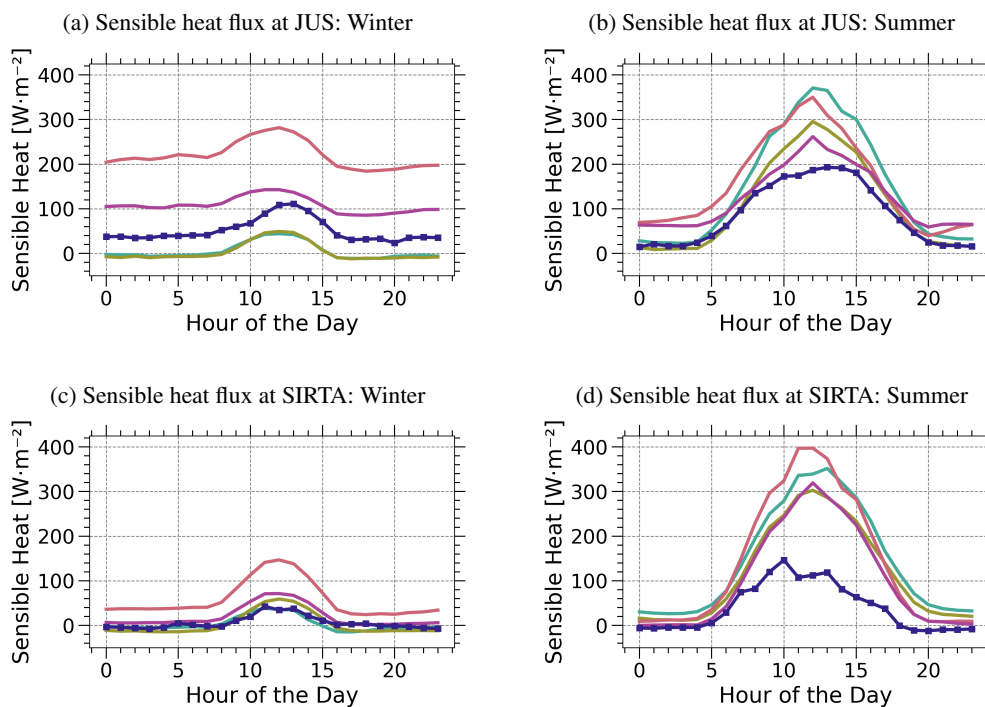 (a) Sensible heat flux at JUS: Winter
Sensible Heat [W·m⁻²]
400
300
200
100
0
0 5 10 15 20
Hour of the Day
(b) Sensible heat flux at JUS: Summer
Sensible Heat [W·m⁻²]
400
300
200
100
0
0 5 10 15 20
Hour of the Day
(c) Sensible heat flux at SIRTA: Winter
Sensible Heat [W·m⁻²]
400
300
200
100
0
0 5 10 15 20
Hour of the Day
(d) Sensible heat flux at SIRTA: Summer
Sensible Heat [W·m⁻²]
400
300
200
100
0
0 5 10 15 20
Hour of the Day